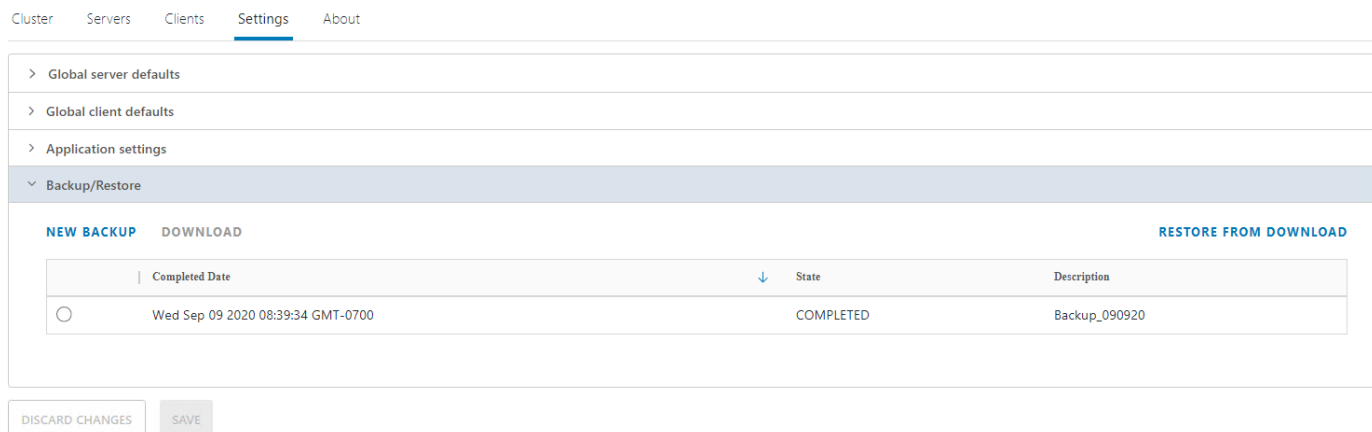 Cluster Servers Clients Settings About
Global server defaults
Global client defaults
Application settings
Backup/Restore
NEW BACKUP DOWNLOAD RESTORE FROM DOWNLOAD
Completed Date State Description
Wed Sep 09 2020 08:39:34 GMT-0700 COMPLETED Backup_090920
DISCARD CHANGES SAVE